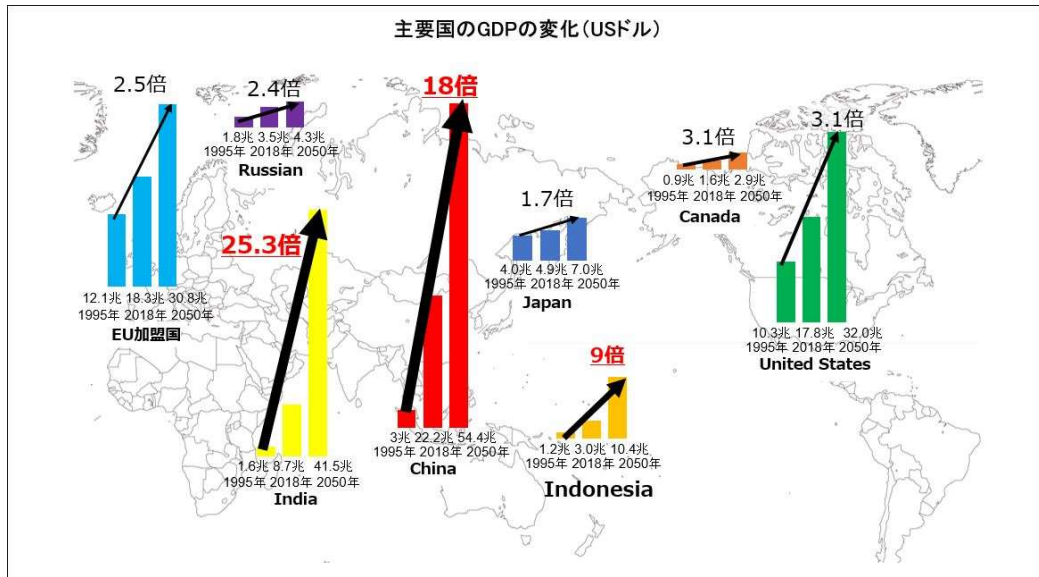 主要国のGDPの変化(USドル)
2.5倍
12.1兆 18.3兆 30.8兆
1995年 2018年 2050年
EU加盟国
2.4倍
1.8兆 3.5兆 4.3兆
1995年 2018年 2050年
Russian
25.3倍
1.6兆 8.7兆 41.5兆
1995年 2018年 2050年
India
18倍
3兆 22.2兆 54.4兆
1995年 2018年 2050年
China
1.7倍
4.0兆 4.9兆 7.0兆
1995年 2018年 2050年
Japan
9倍
1.2兆 3.0兆 10.4兆
1995年 2018年 2050年
Indonesia
3.1倍
0.9兆 1.6兆 2.9兆
1995年 2018年 2050年
Canada
3.1倍
10.3兆 17.8兆 32.0兆
1995年 2018年 2050年
United States